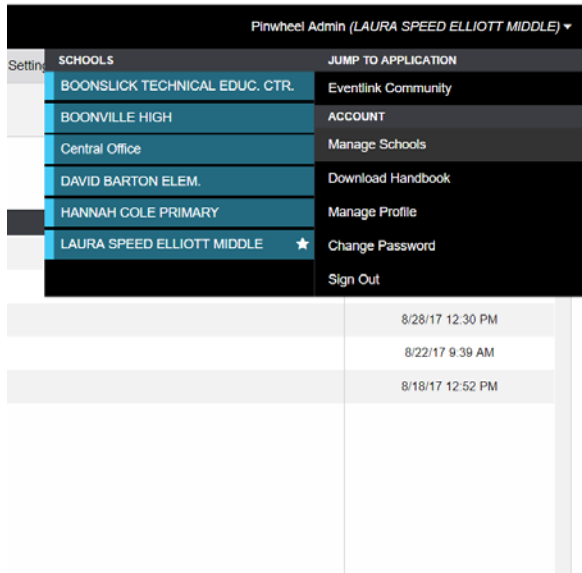 Pinwheel Admin (LAURA SPEED ELLIOTT MIDDLE)
Setting
SCHOOLS
BOONSLICK TECHNICAL EDUC. CTR.
BOONVILLE HIGH
Central Office
DAVID BARTON ELEM.
HANNAH COLE PRIMARY
LAURA SPEED ELLIOTT MIDDLE
JUMP TO APPLICATION
Eventlink Community
ACCOUNT
Manage Schools
Download Handbook
Manage Profile
Change Password
Sign Out
8/28/17 12:30 PM
8/22/17 9:39 AM
8/18/17 12:52 PM